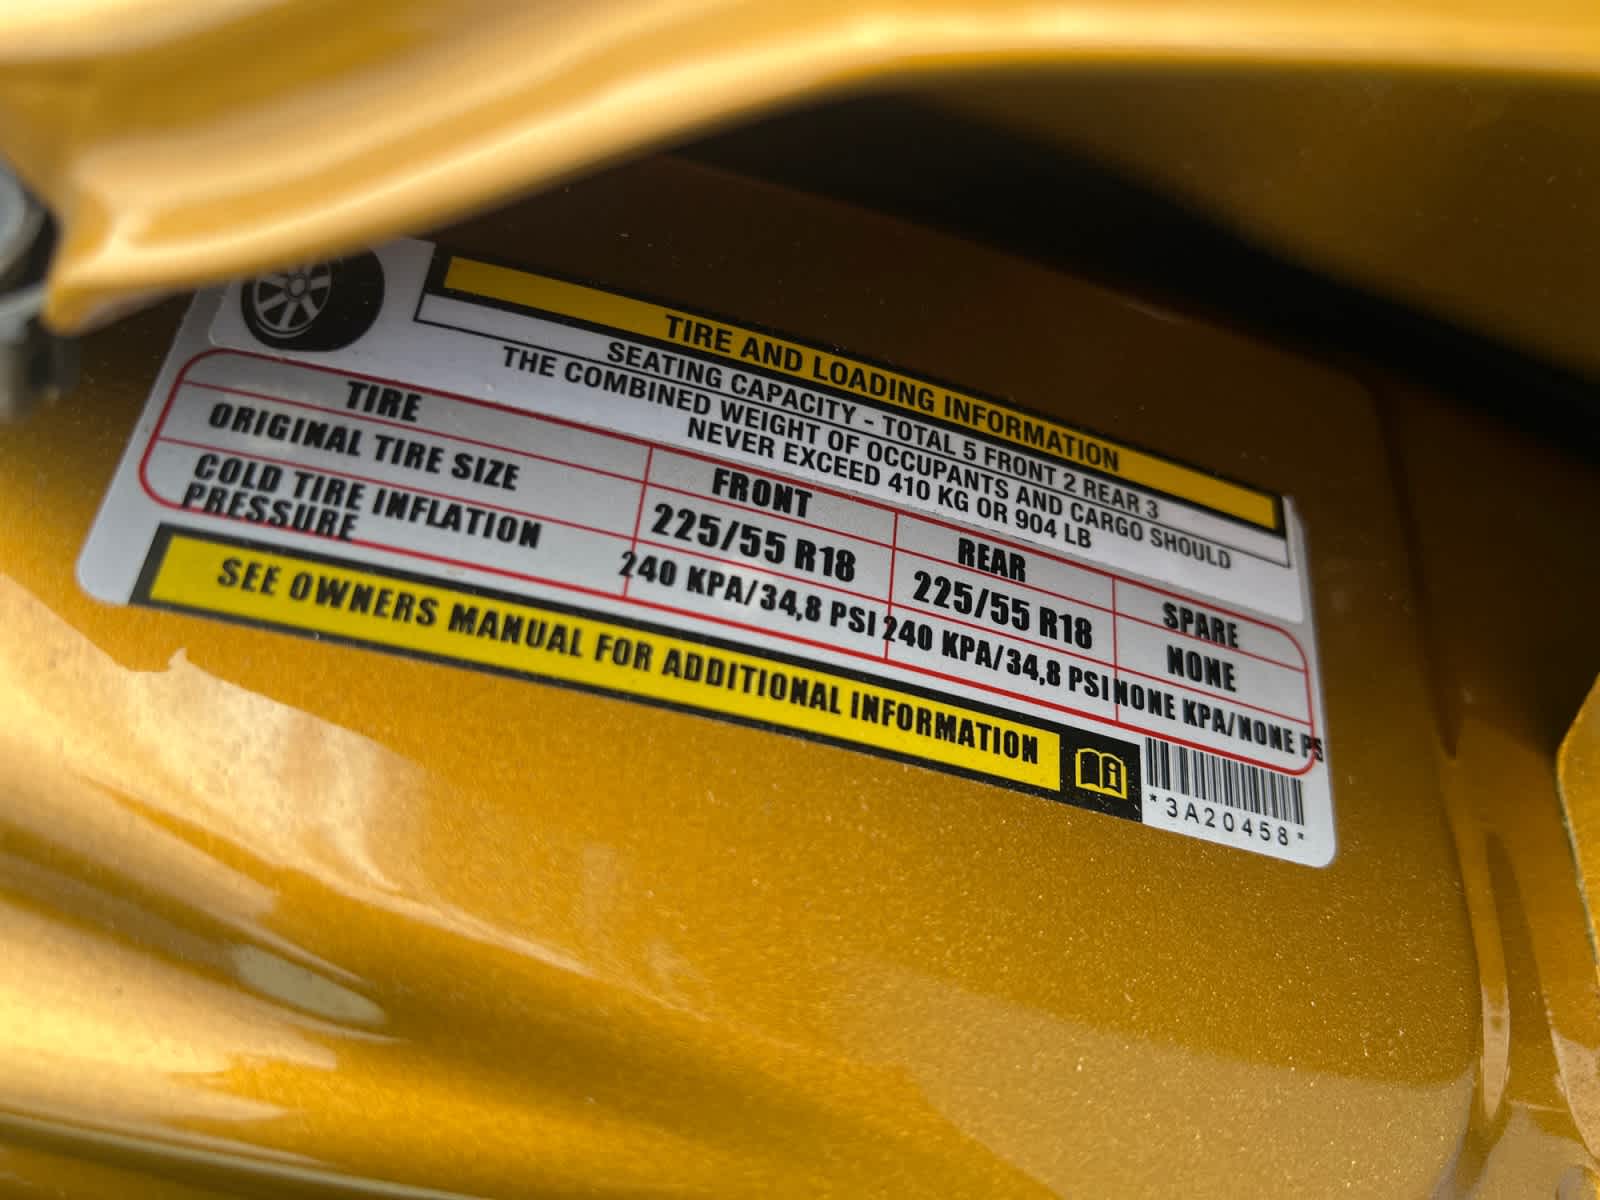 TIRE AND LOADING INFORMATION
SEATING CAPACITY - TOTAL 5 FRONT 2 REAR 3
THE COMBINED WEIGHT OF OCCUPANTS AND CARGO SHOULD
NEVER EXCEED 410 KG OR 904 LB
TIRE FRONT REAR SPARE
ORIGINAL TIRE SIZE 225/55 R18 225/55 R18 NONE
COLD TIRE INFLATION
PRESSURE 240 KPA/34,8 PSI 240 KPA/34,8 PSI NONE KPA/NONE PS
SEE OWNERS MANUAL FOR ADDITIONAL INFORMATION
*3A20458*